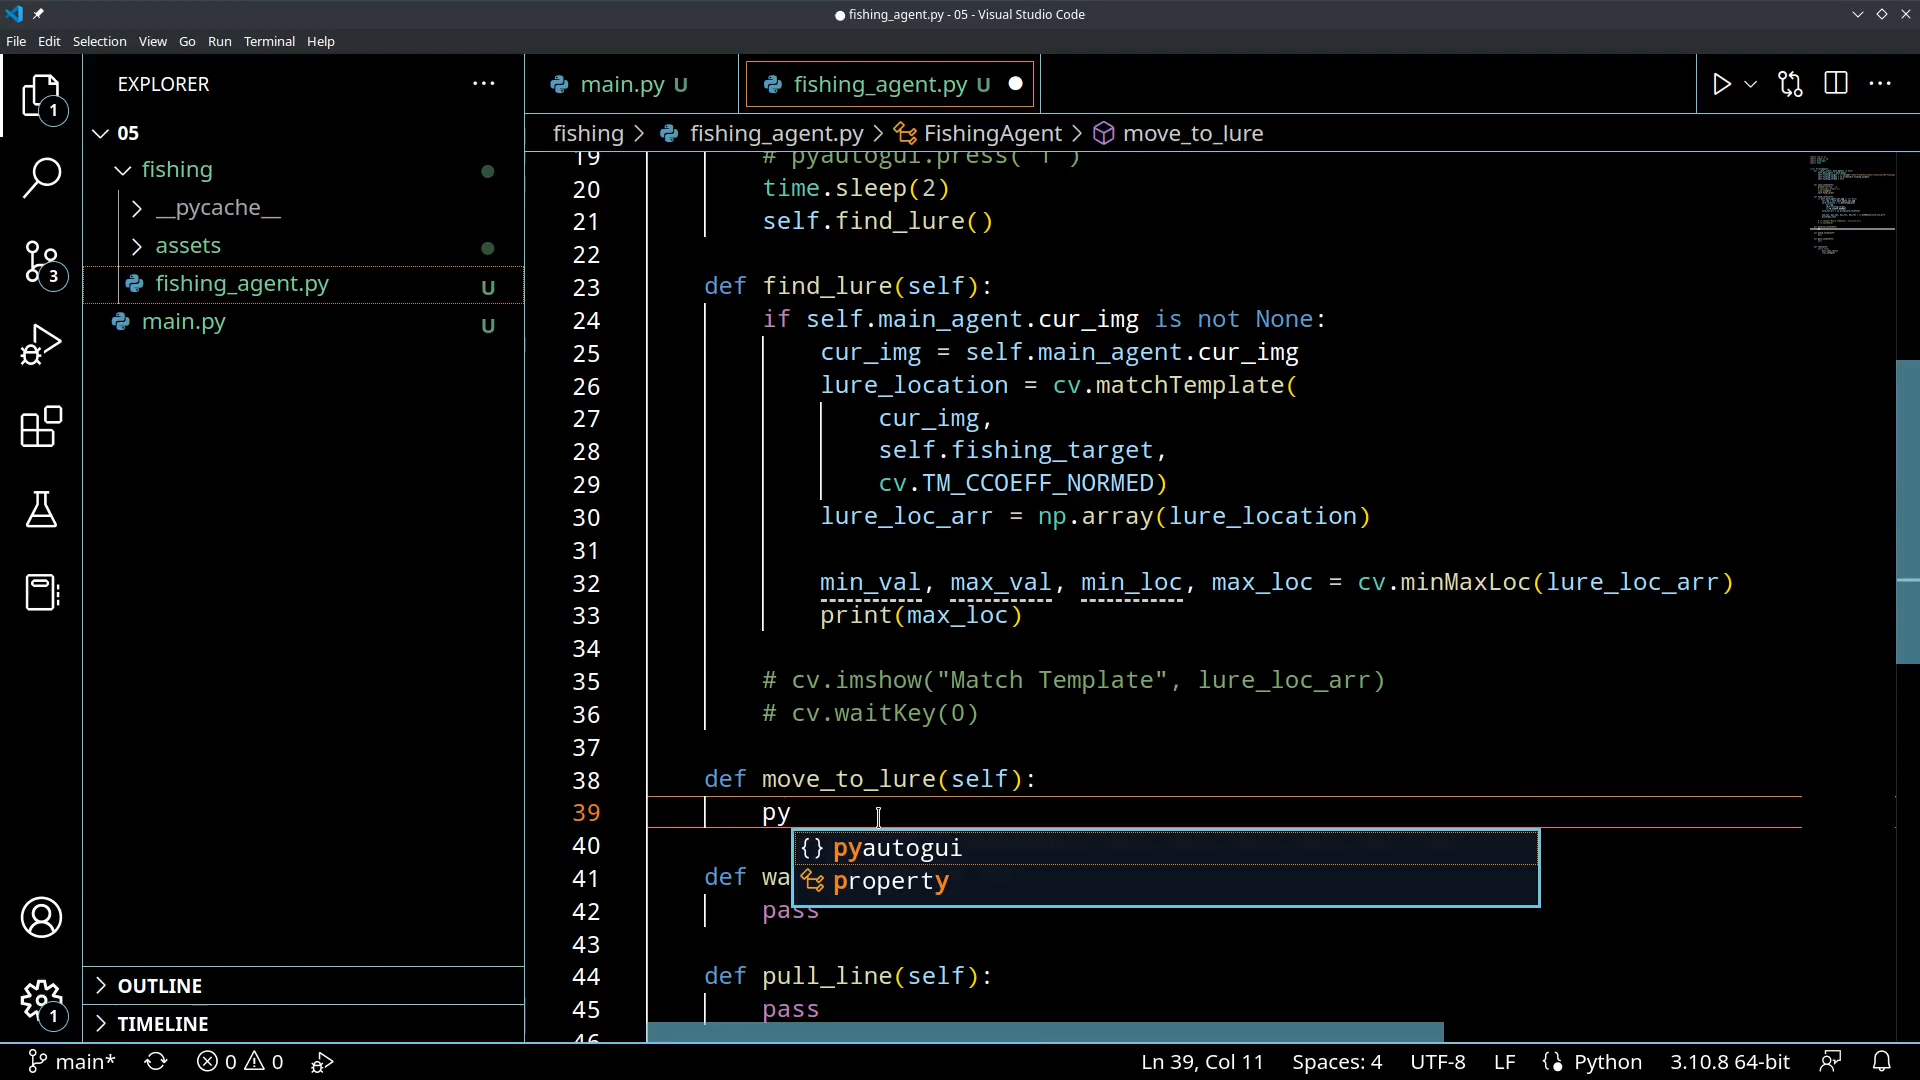 fishing_agent.py - 05 - Visual Studio Code
File Edit Selection View Go Run Terminal Help
EXPLORER
05
fishing
__pycache__
assets
fishing_agent.py U
main.py U
OUTLINE
TIMELINE
1
3
1
main.py U
fishing_agent.py U
fishing > fishing_agent.py > FishingAgent > move_to_lure
19 # pyautogui.press('1')
20 time.sleep(2)
21 self.find_lure()
22
23 def find_lure(self):
24 if self.main_agent.cur_img is not None:
25 cur_img = self.main_agent.cur_img
26 lure_location = cv.matchTemplate(
27 cur_img,
28 self.fishing_target,
29 cv.TM_CCOEFF_NORMED)
30 lure_loc_arr = np.array(lure_location)
31
32 min_val, max_val, min_loc, max_loc = cv.minMaxLoc(lure_loc_arr)
33 print(max_loc)
34
35 # cv.imshow("Match Template", lure_loc_arr)
36 # cv.waitKey(0)
37
38 def move_to_lure(self):
39 py
{} pyautogui
property
40
41 def wa
42 pass
43
44 def pull_line(self):
45 pass
46
main* 0 0 Ln 39, Col 11 Spaces: 4 UTF-8 LF Python 3.10.8 64-bit